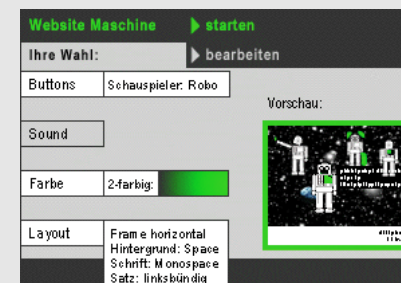 Website Maschine starten
Ihre Wahl: bearbeiten
Buttons Schauspieler: Robo
Vorschau:
Sound
Farbe 2-farbig:
Layout Frame horizontal
Hintergrund: Space
Schrift: Monospace
Satz: linksbündig